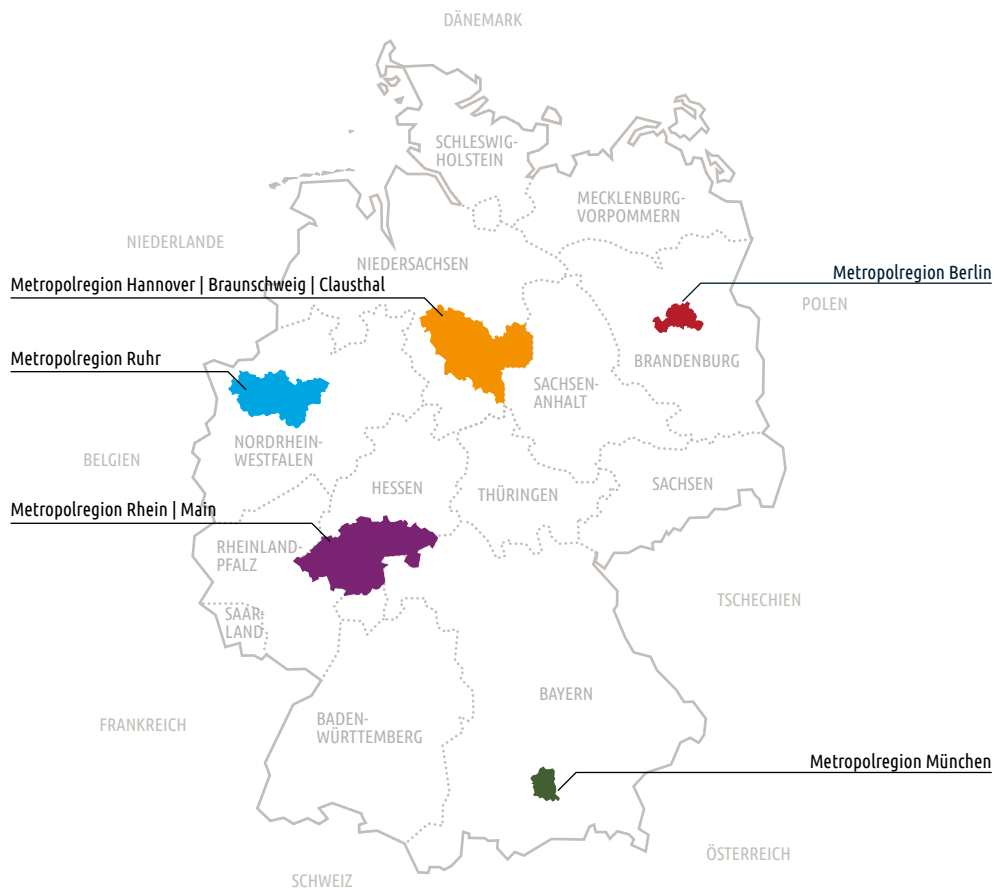 DÄNEMARK
SCHLESWIG-
HOLSTEIN
MECKLENBURG-
VORPOMMERN
NIEDERLANDE
NIEDERSACHSEN
Metropolregion Berlin
Metropolregion Hannover | Braunschweig | Clausthal
POLEN
Metropolregion Ruhr
BRANDENBURG
SACHSEN-
ANHALT
NORDRHEIN-
WESTFALEN
BELGIEN
HESSEN
THÜRINGEN
SACHSEN
Metropolregion Rhein | Main
RHEINLAND-
PFALZ
TSCHECHIEN
SAAR-
LAND
BAYERN
FRANKREICH
BADEN-
WÜRTTEMBERG
Metropolregion München
ÖSTERREICH
SCHWEIZ